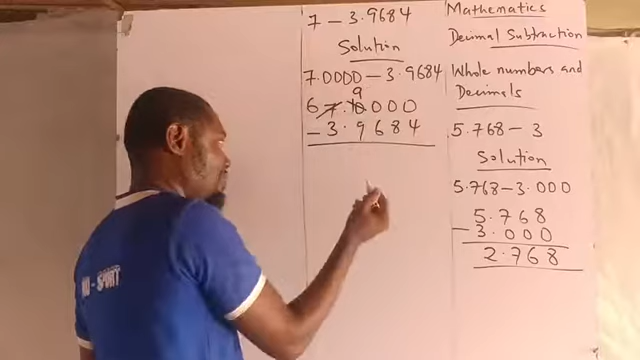 7 - 3.9684
Solution
7.0000 - 3.9684
9
6 7.10000
- 3.9684
Mathematics
Decimal Subtraction
Whole numbers and
Decimals
5.768 - 3
Solution
5.768 - 3.000
5.768
- 3.000
2.768
- SPORT